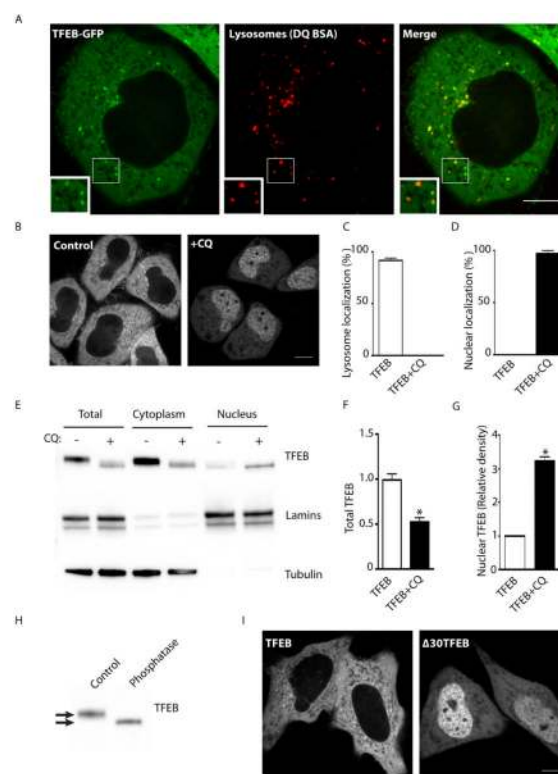 A
TFEB-GFP
Lysosomes (DQ BSA)
Merge
B
Control
+CQ
C
Lysosome localization (%)
100
50
TFEB
TFEB+CQ
D
Nuclear localization (%)
100
50
TFEB
TFEB+CQ
E
Total Cytoplasm Nucleus
CQ: - + - + - +
TFEB
Lamins
Tubulin
F
Total TFEB
1.5
1.0
0.5
0
*
TFEB
TFEB+CQ
G
Nuclear TFEB (Relative density)
4
3
2
1
0
*
TFEB
TFEB+CQ
H
Control
Phosphatase
TFEB
I
TFEB
Δ30TFEB